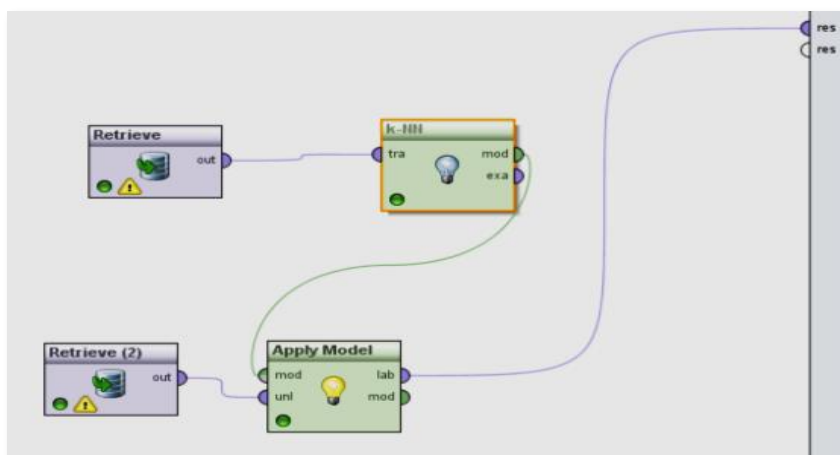 res
res
Retrieve
out
k-NN
tra
mod
exa
Retrieve (2)
out
Apply Model
mod
lab
unl
mod